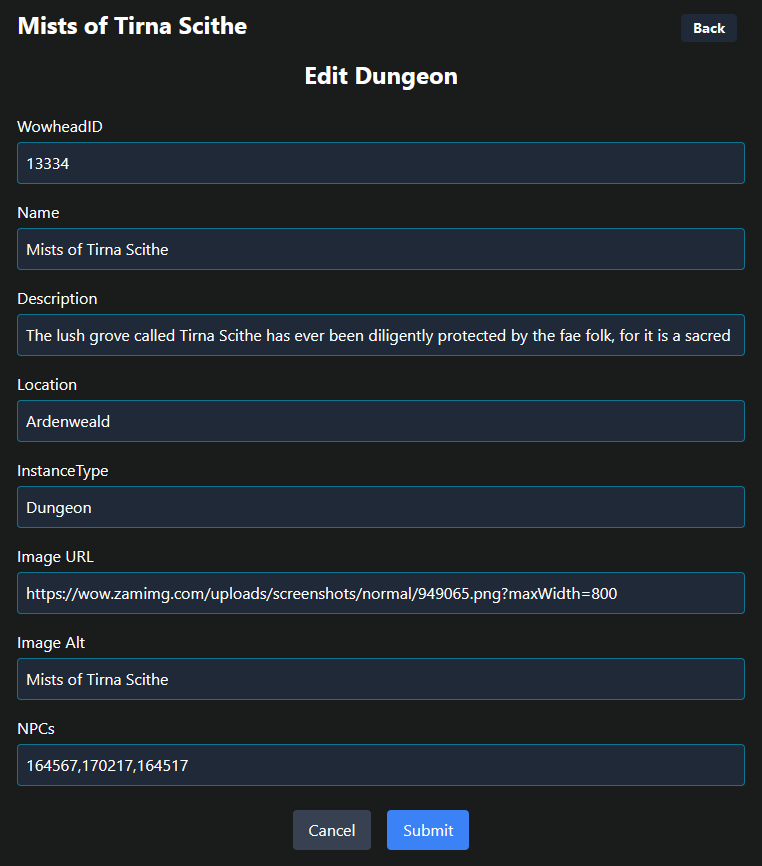 Mists of Tirna Scithe
Back
Edit Dungeon
WowheadID
13334
Name
Mists of Tirna Scithe
Description
The lush grove called Tirna Scithe has ever been diligently protected by the fae folk, for it is a sacred
Location
Ardenweald
InstanceType
Dungeon
Image URL
https://wow.zamimg.com/uploads/screenshots/normal/949065.png?maxWidth=800
Image Alt
Mists of Tirna Scithe
NPCs
164567,170217,164517
Cancel
Submit